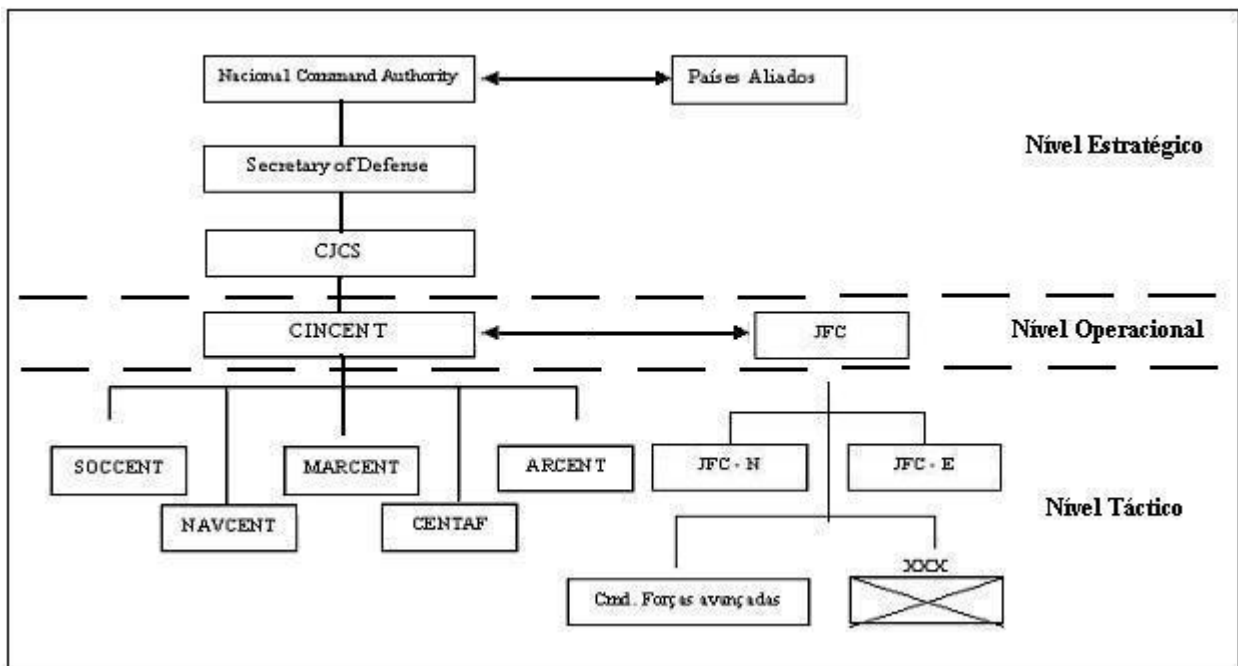 Nacional Command Authority
Países Aliados
Nível Estratégico
Secretary of Defense
CJCS
CINCENT
JFC
Nível Operacional
SOCCENT
MARCENT
ARCENT
JFC - N
JFC - E
NAVCENT
CENTAF
Nível Táctico
XXX
Cmd. Forças avançadas